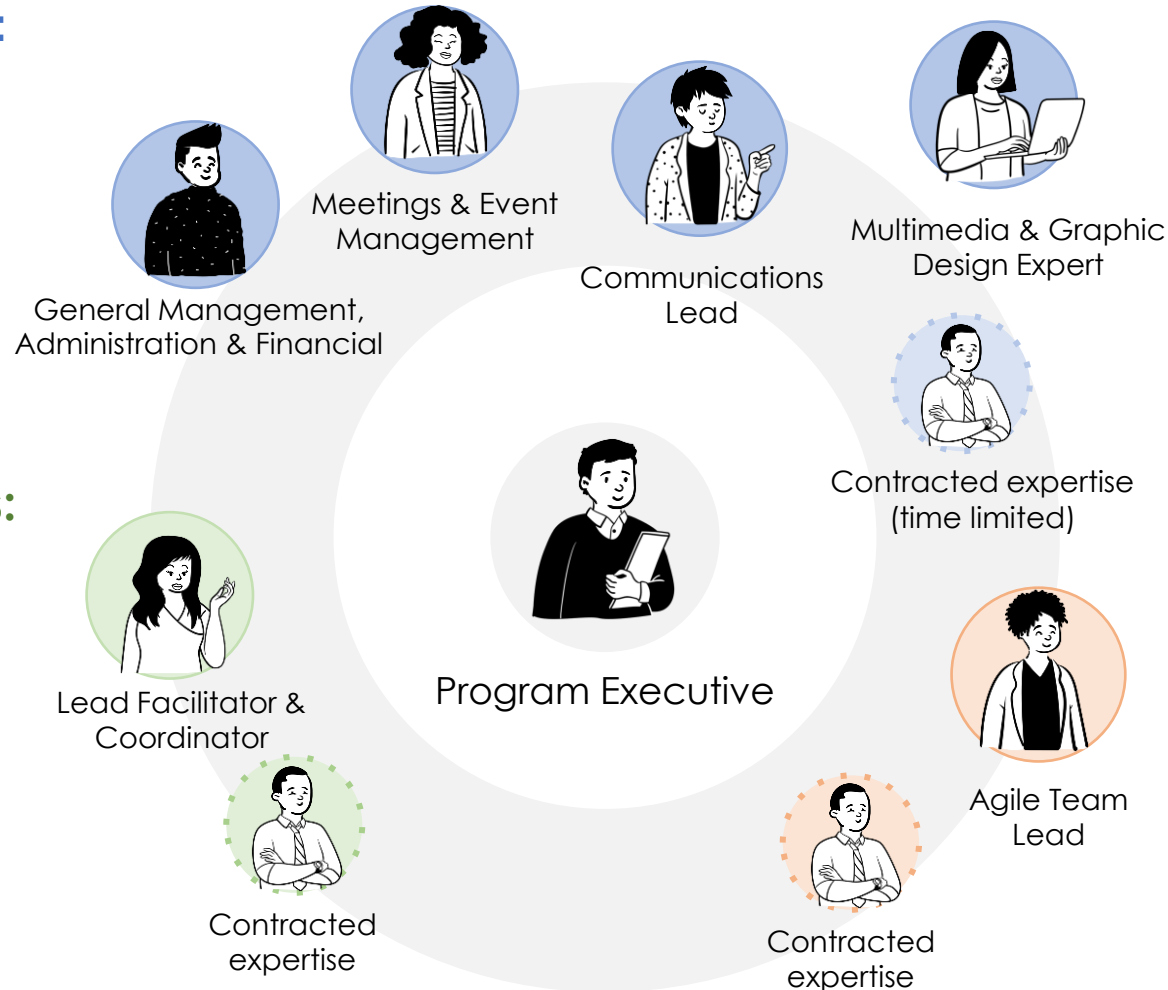 Meetings & Event
Management
Communications
Lead
Multimedia & Graphic
Design Expert
General Management,
Administration & Financial
Contracted expertise
(time limited)
Program Executive
Lead Facilitator &
Coordinator
Agile Team
Lead
Contracted
expertise
Contracted
expertise